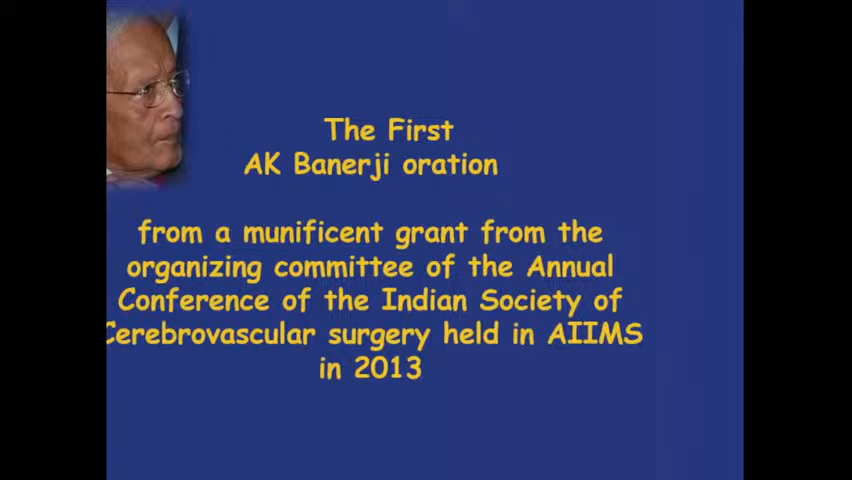 The First
AK Banerji oration
from a munificent grant from the
organizing committee of the Annual
Conference of the Indian Society of
Cerebrovascular surgery held in AIIMS
in 2013